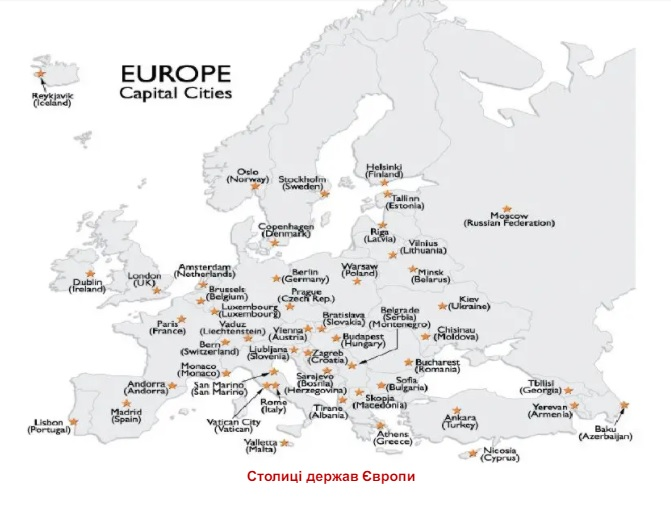 EUROPE
Capital Cities
Reykjavik
(Iceland)
Oslo
(Norway)
Stockholm
(Sweden)
Helsinki
(Finland)
Tallinn
(Estonia)
Moscow
(Russian Federation)
Copenhagen
(Denmark)
Riga
(Latvia)
Vilnius
(Lithuania)
Dublin
(Ireland)
London
(UK)
Amsterdam
(Netherlands)
Berlin
(Germany)
Warsaw
(Poland)
Minsk
(Belarus)
Brussels
(Belgium)
Prague
(Czech Rep.)
Kiev
(Ukraine)
Luxembourg
(Luxembourg)
Paris
(France)
Vaduz
(Liechtenstein)
Vienna
(Austria)
Bratislava
(Slovakia)
Belgrade
(Serbia)
(Montenegro)
Chisinau
(Moldova)
Bern
(Switzerland)
Ljubljana
(Slovenia)
Budapest
(Hungary)
Zagreb
(Croatia)
Bucharest
(Romania)
Monaco
(Monaco)
Andorra
(Andorra)
San Marino
(San Marino)
Sarajevo
(Bosnia)
(Herzegovina)
Sofia
(Bulgaria)
Skopja
(Macedonia)
Tbilisi
(Georgia)
Rome
(Italy)
Tirane
(Albania)
Yerevan
(Armenia)
Madrid
(Spain)
Lisbon
(Portugal)
Vatican City
(Vatican)
Ankara
(Turkey)
Athens
(Greece)
Baku
(Azerbaijan)
Valletta
(Malta)
Nicosia
(Cyprus)
Столиці держав Європи